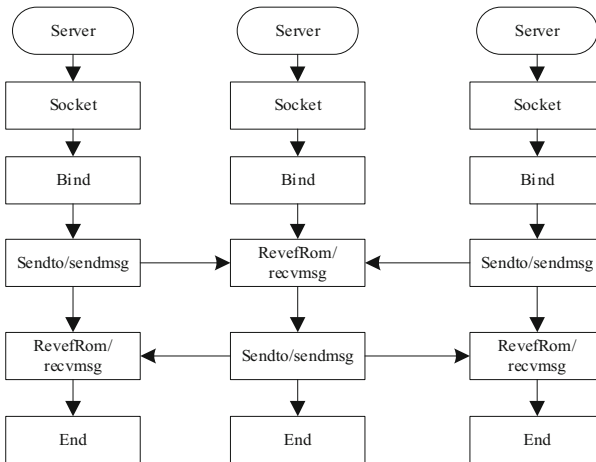 Server
Server
Server
Socket
Socket
Socket
Bind
Bind
Bind
Sendto/sendmsg
RevefRom/
recvmsg
Sendto/sendmsg
RevefRom/
recvmsg
Sendto/sendmsg
RevefRom/
recvmsg
End
End
End